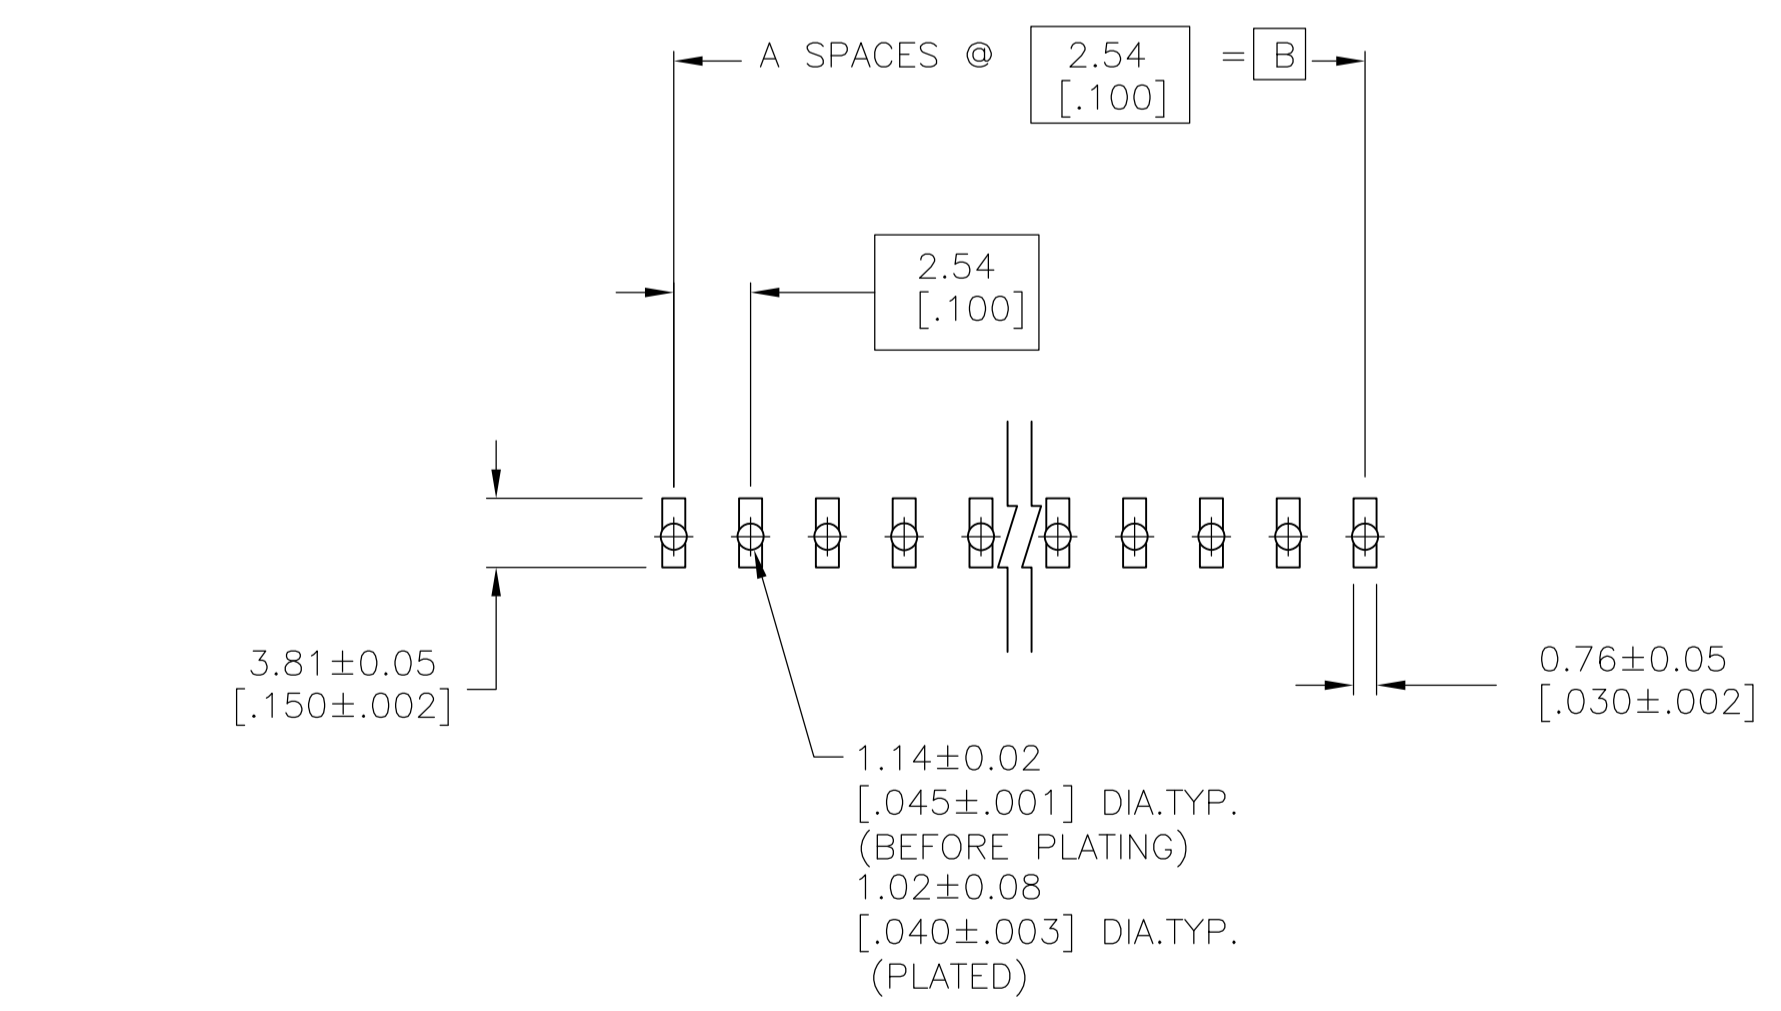 A SPACES @ 2.54 = B
[.100]
2.54
[.100]
3.81±0.05
[.150±.002]
0.76±0.05
[.030±.002]
1.14±0.02
[.045±.001] DIA.TYP.
(BEFORE PLATING)
1.02±0.08
[.040±.003] DIA.TYP.
(PLATED)